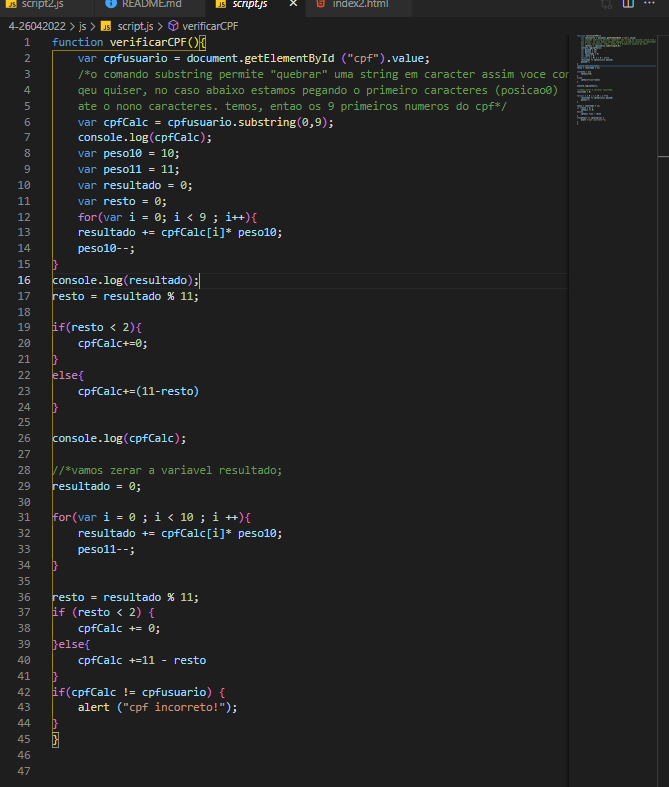 script2.js README.md script.js index2.html
4-26042022 > js > script.js > verificarCPF
1 function verificarCPF(){
2 var cpfusuario = document.getElementById ("cpf").value;
3 /*o comando substring permite "quebrar" uma string em caracter assim voce con
4 qeu quiser, no caso abaixo estamos pegando o primeiro caracteres (posicao0)
5 ate o nono caracteres. temos, entao os 9 primeiros numeros do cpf*/
6 var cpfCalc = cpfusuario.substring(0,9);
7 console.log(cpfCalc);
8 var peso10 = 10;
9 var peso11 = 11;
10 var resultado = 0;
11 var resto = 0;
12 for(var i = 0; i < 9 ; i++){
13 resultado += cpfCalc[i]* peso10;
14 peso10--;
15 }
16 console.log(resultado);
17 resto = resultado % 11;
18
19 if(resto < 2){
20 cpfCalc+=0;
21 }
22 else{
23 cpfCalc+=(11-resto)
24 }
25
26 console.log(cpfCalc);
27
28 //*vamos zerar a variavel resultado;
29 resultado = 0;
30
31 for(var i = 0 ; i < 10 ; i ++){
32 resultado += cpfCalc[i]* peso10;
33 peso11--;
34 }
35
36 resto = resultado % 11;
37 if (resto < 2) {
38 cpfCalc += 0;
39 }else{
40 cpfCalc +=11 - resto
41 }
42 if(cpfCalc != cpfusuario) {
43 alert ("cpf incorreto!");
44 }
45 }
46
47